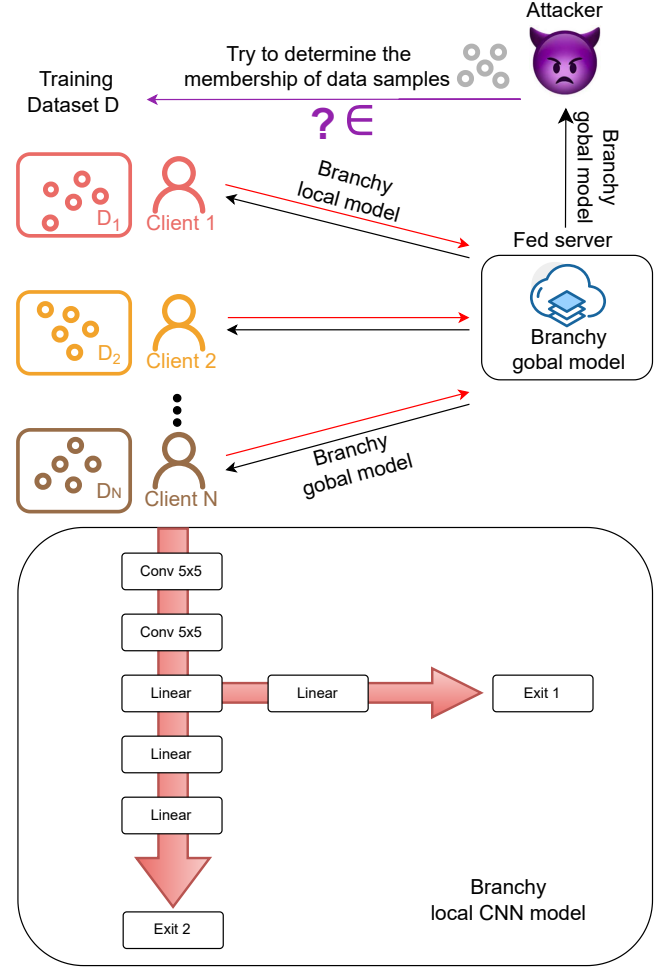 Attacker
Try to determine the
membership of data samples
Training
Dataset D
? ∈
Branchy
gobal model
Branchy
local model
D1
Client 1
Fed server
Branchy
gobal model
D2
Client 2
DN
Client N
Branchy
gobal model
Conv 5x5
Conv 5x5
Linear
Linear
Exit 1
Linear
Linear
Exit 2
Branchy
local CNN model